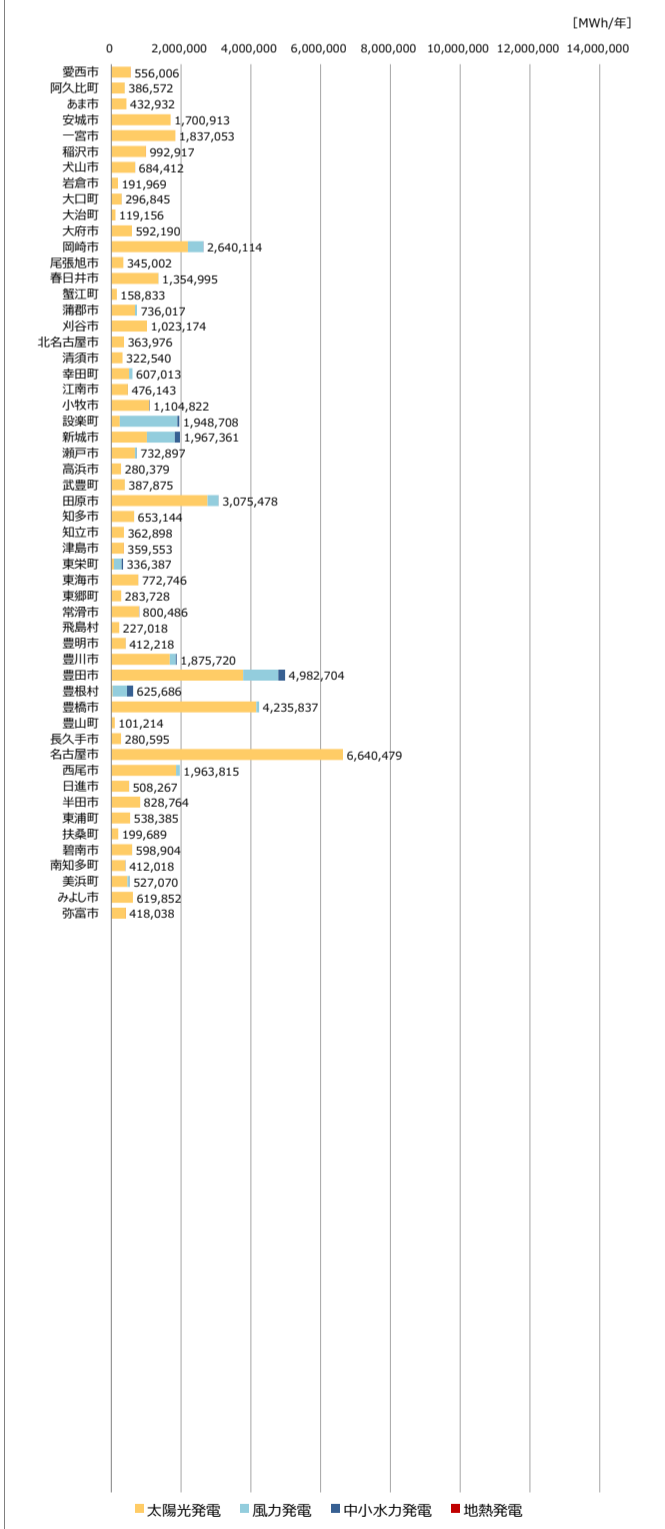 [MWh/年]
0 2,000,000 4,000,000 6,000,000 8,000,000 10,000,000 12,000,000 14,000,000
愛西市 556,006
阿久比町 386,572
あま市 432,932
安城市 1,700,913
一宮市 1,837,053
稲沢市 992,917
犬山市 684,412
岩倉市 191,969
大口町 296,845
大治町 119,156
大府市 592,190
岡崎市 2,640,114
尾張旭市 345,002
春日井市 1,354,995
蟹江町 158,833
蒲郡市 736,017
刈谷市 1,023,174
北名古屋市 363,976
清須市 322,540
幸田町 607,013
江南市 476,143
小牧市 1,104,822
設楽町 1,948,708
新城市 1,967,361
瀬戸市 732,897
高浜市 280,379
武豊町 387,875
田原市 3,075,478
知多市 653,144
知立市 362,898
津島市 359,553
東栄町 336,387
東海市 772,746
東郷町 283,728
常滑市 800,486
飛島村 227,018
豊明市 412,218
豊川市 1,875,720
豊田市 4,982,704
豊根村 625,686
豊橋市 4,235,837
豊山町 101,214
長久手市 280,595
名古屋市 6,640,479
西尾市 1,963,815
日進市 508,267
半田市 828,764
東浦町 538,385
扶桑町 199,689
碧南市 598,904
南知多町 412,018
美浜町 527,070
みよし市 619,852
弥富市 418,038
太陽光発電 風力発電 中小水力発電 地熱発電